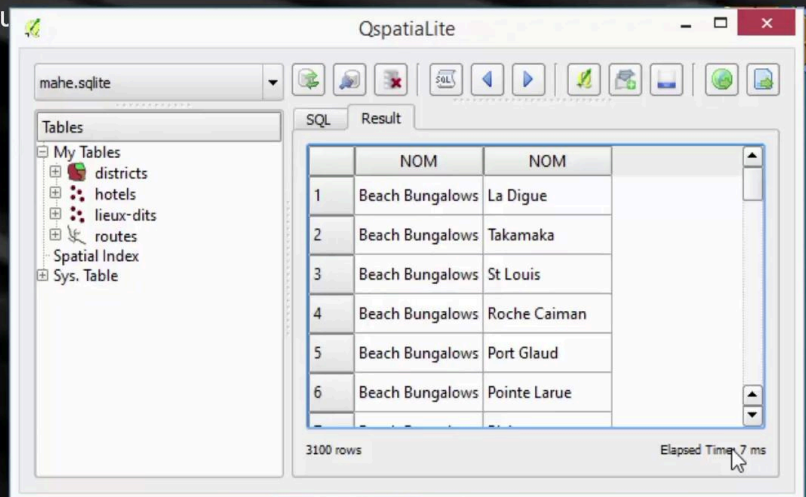 QspatiaLite
mahe.sqlite
SQL
Tables
SQL Result
My Tables
districts
hotels
lieux-dits
routes
Spatial Index
Sys. Table
NOM NOM
1 Beach Bungalows La Digue
2 Beach Bungalows Takamaka
3 Beach Bungalows St Louis
4 Beach Bungalows Roche Caiman
5 Beach Bungalows Port Glaud
6 Beach Bungalows Pointe Larue
3100 rows Elapsed Time: 7 ms